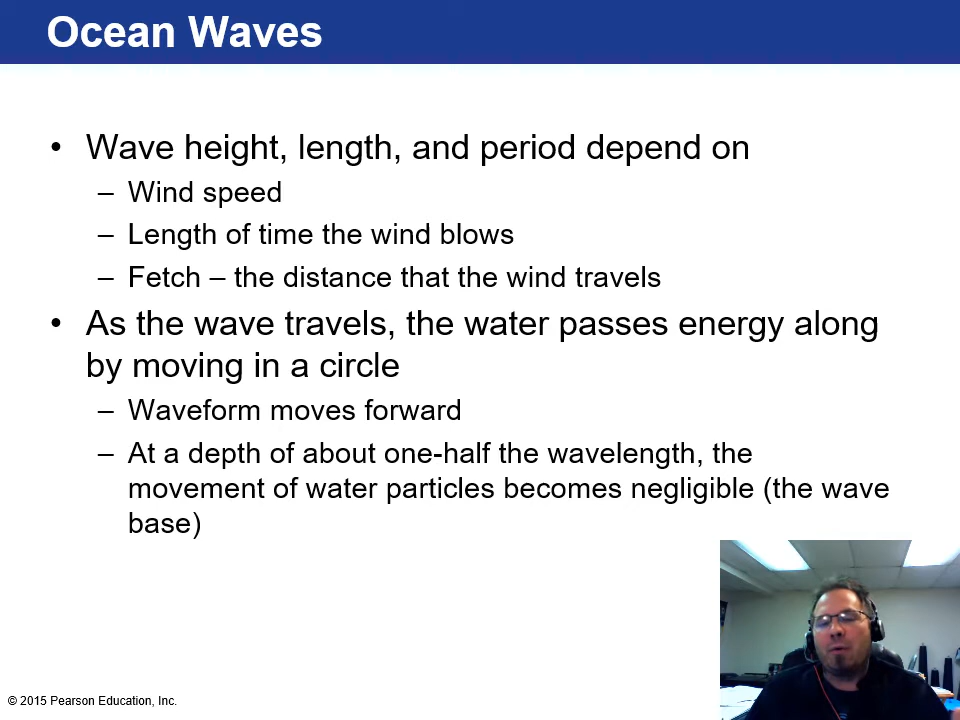 Ocean Waves
• Wave height, length, and period depend on
– Wind speed
– Length of time the wind blows
– Fetch – the distance that the wind travels
• As the wave travels, the water passes energy along
by moving in a circle
– Waveform moves forward
– At a depth of about one-half the wavelength, the
movement of water particles becomes negligible (the wave
base)
© 2015 Pearson Education, Inc.